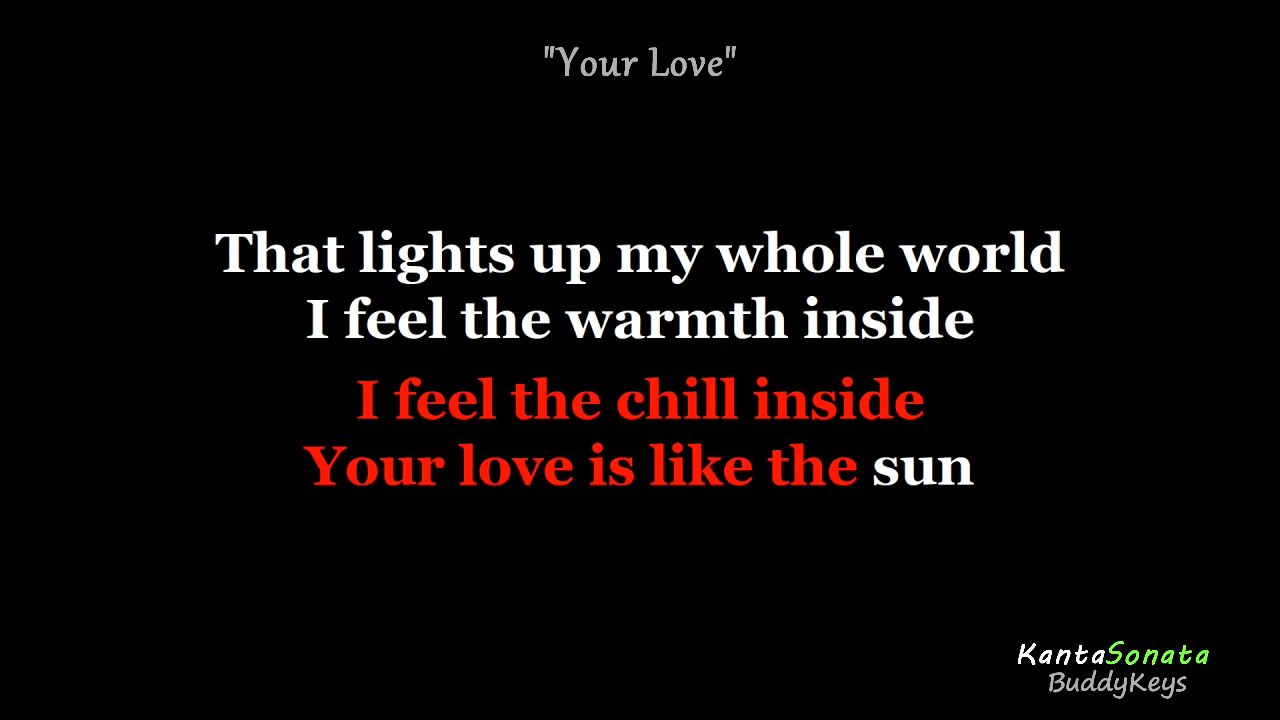 "Your Love"
That lights up my whole world
I feel the warmth inside
I feel the chill inside
Your love is like the sun
KantaSonata
BuddyKeys